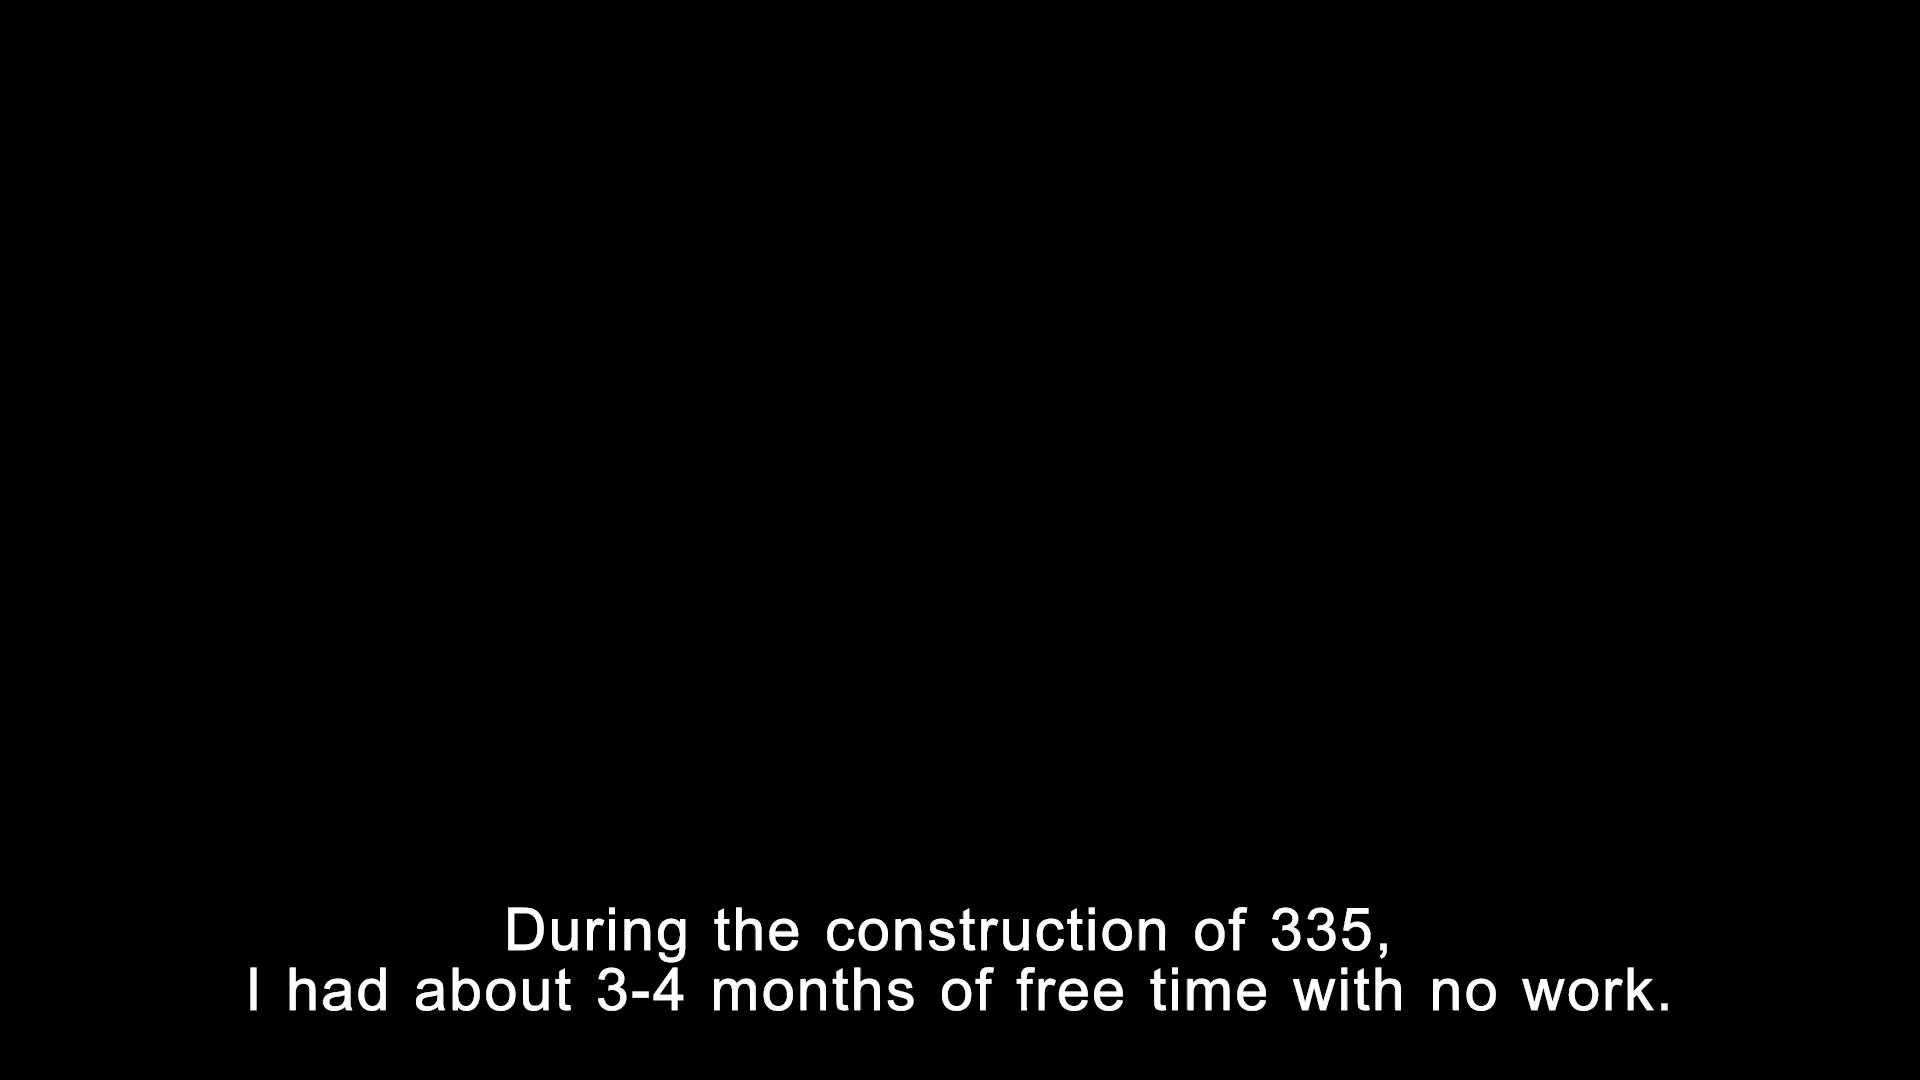 During the construction of 335,
I had about 3-4 months of free time with no work.